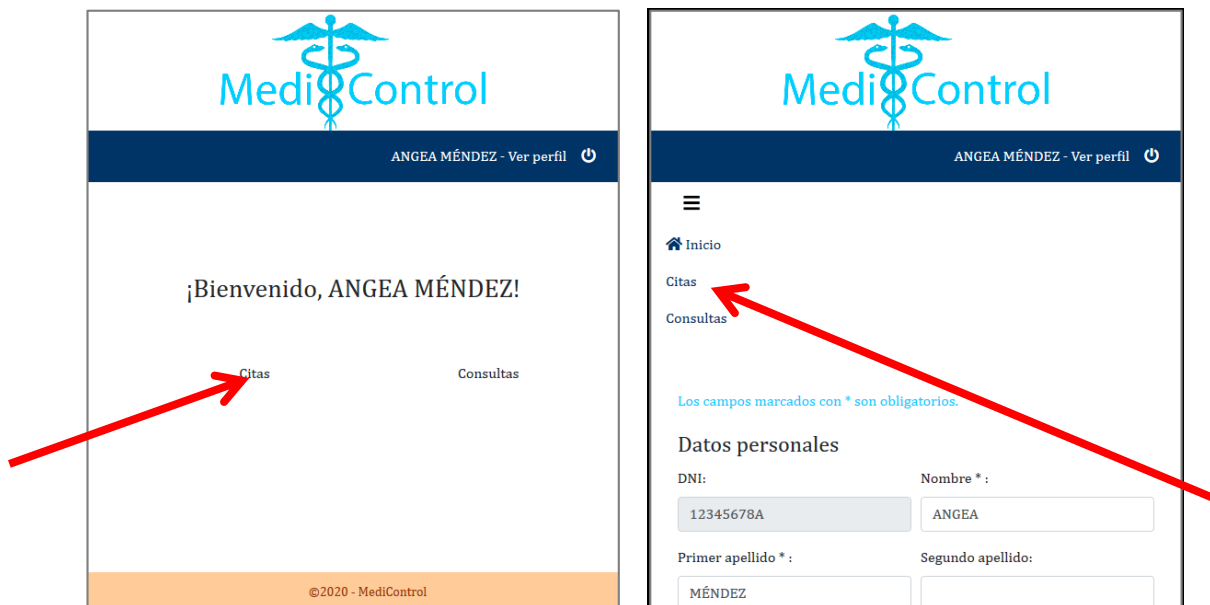 MediControl
ANGEA MÉNDEZ - Ver perfil
¡Bienvenido, ANGEA MÉNDEZ!
Citas Consultas
©2020 - MediControl
MediControl
ANGEA MÉNDEZ - Ver perfil
Inicio
Citas
Consultas
Los campos marcados con * son obligatorios.
Datos personales
DNI: Nombre * :
12345678A ANGEA
Primer apellido * : Segundo apellido:
MÉNDEZ